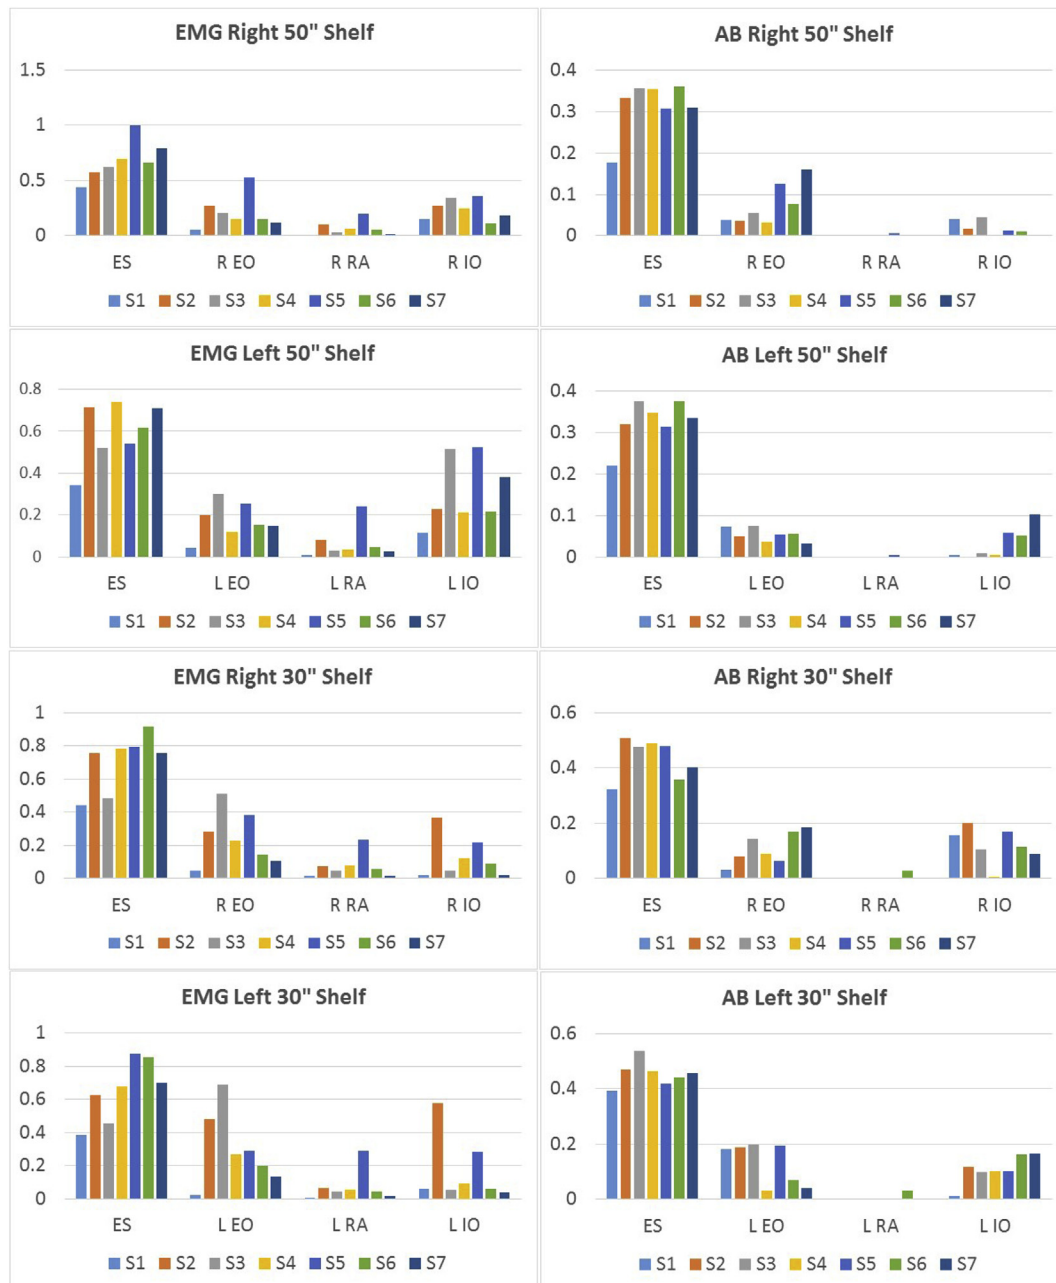 EMG Right 50" Shelf
1.5
1
0.5
0
ES R EO R RA R IO
S1 S2 S3 S4 S5 S6 S7
AB Right 50" Shelf
0.4
0.3
0.2
0.1
0
ES R EO R RA R IO
S1 S2 S3 S4 S5 S6 S7
EMG Left 50" Shelf
0.8
0.6
0.4
0.2
0
ES L EO L RA L IO
S1 S2 S3 S4 S5 S6 S7
AB Left 50" Shelf
0.4
0.3
0.2
0.1
0
ES L EO L RA L IO
S1 S2 S3 S4 S5 S6 S7
EMG Right 30" Shelf
1
0.8
0.6
0.4
0.2
0
ES R EO R RA R IO
S1 S2 S3 S4 S5 S6 S7
AB Right 30" Shelf
0.6
0.4
0.2
0
ES R EO R RA R IO
S1 S2 S3 S4 S5 S6 S7
EMG Left 30" Shelf
1
0.8
0.6
0.4
0.2
0
ES L EO L RA L IO
S1 S2 S3 S4 S5 S6 S7
AB Left 30" Shelf
0.6
0.4
0.2
0
ES L EO L RA L IO
S1 S2 S3 S4 S5 S6 S7